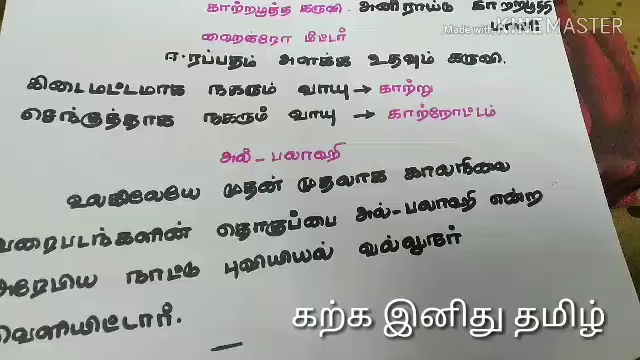 காற்றழுத்த கருவி - அனிராய்டு காற்றழுத்த
Made with KINEMASTER
ஹைக்ரோ மீட்டர்
ஈரப்பதம் அளக்க உதவும் கருவி.
கிடைமட்டமாக நகரும் வாயு → காற்று
செங்குத்தாக நகரும் வாயு → காற்றோட்டம்
அல் - பலாஹி
உலகிலேயே முதன் முதலாக காலநிலை
வரைபடங்களின் தொகுப்பை அல்-பலாஹி என்ற
அரேபிய நாட்டு புவியியல் வல்லுநர்
வெளியிட்டார்.
கற்க இனிது தமிழ்